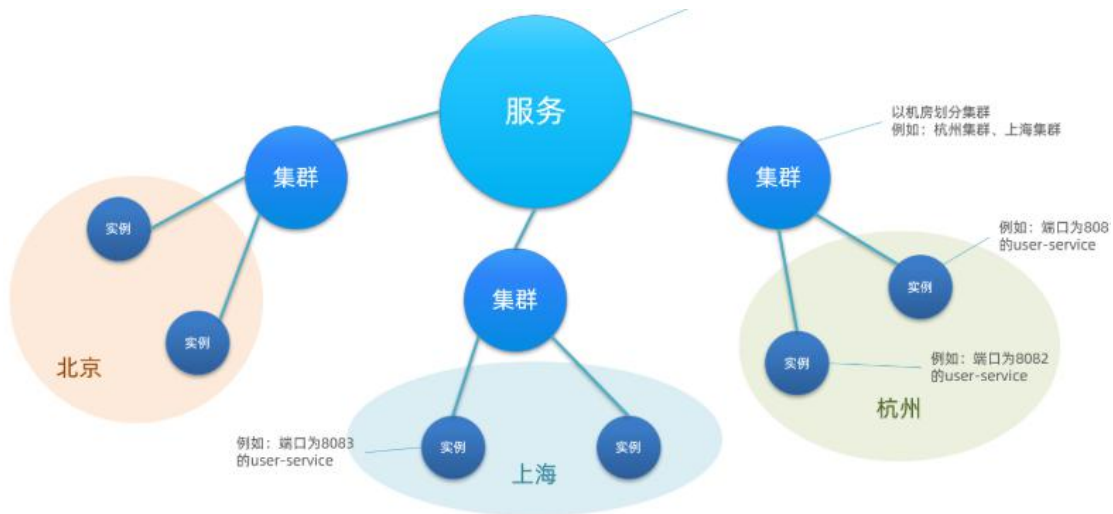 服务
以机房划分集群
例如：杭州集群、上海集群
集群
集群
实例
例如：端口为808
的user-service
集群
实例
实例
实例
例如：端口为8082
的user-service
实例
北京
杭州
例如：端口为8083
的user-service
实例
实例
上海